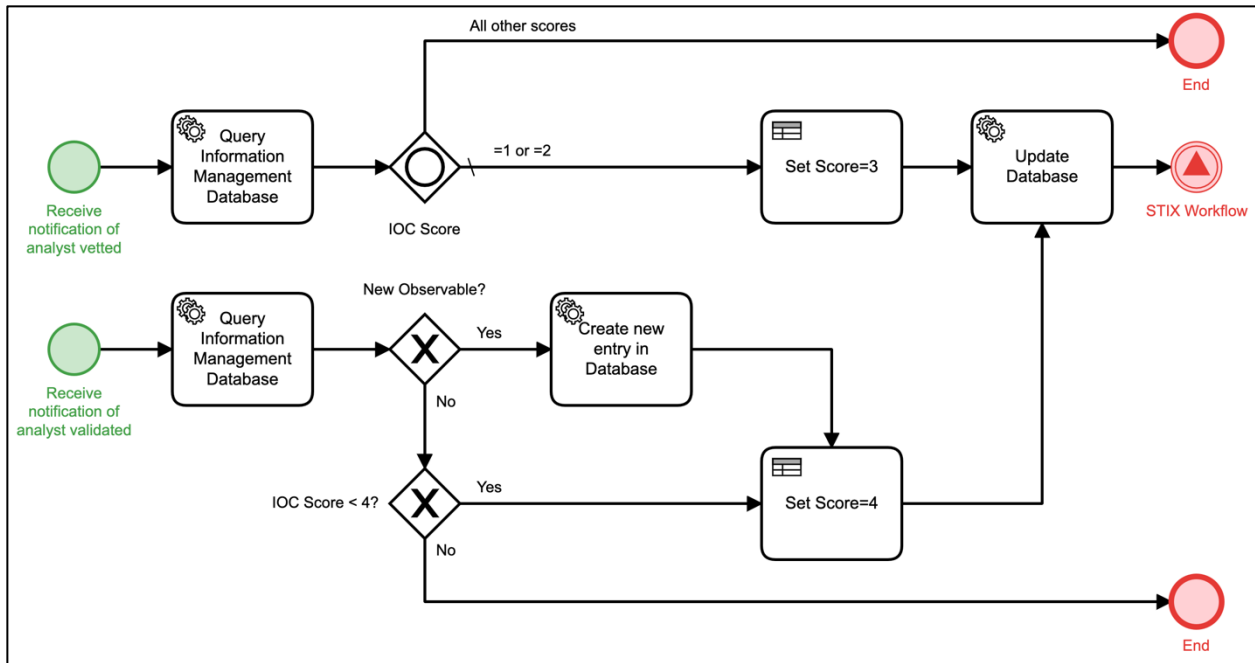 All other scores
End
Query
Information
Management
Database
=1 or =2
Set Score=3
Update
Database
Receive
notification of
analyst vetted
IOC Score
STIX Workflow
New Observable?
Query
Information
Management
Database
Yes
Create new
entry in
Database
Receive
notification of
analyst validated
No
IOC Score < 4?
Yes
Set Score=4
No
End